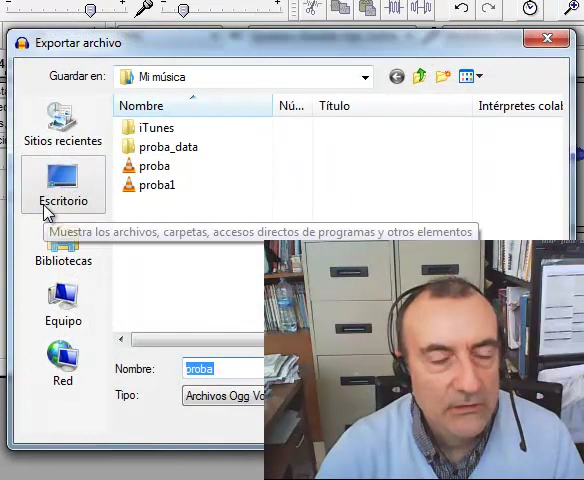 Exportar archivo
Guardar en:
Mi música
Nombre
Nú...
Título
Intérpretes colab
iTunes
proba_data
proba
proba1
Sitios recientes
Escritorio
Muestra los archivos, carpetas, accesos directos de programas y otros elementos
Bibliotecas
Equipo
Red
Nombre:
proba
Tipo:
Archivos Ogg Vo